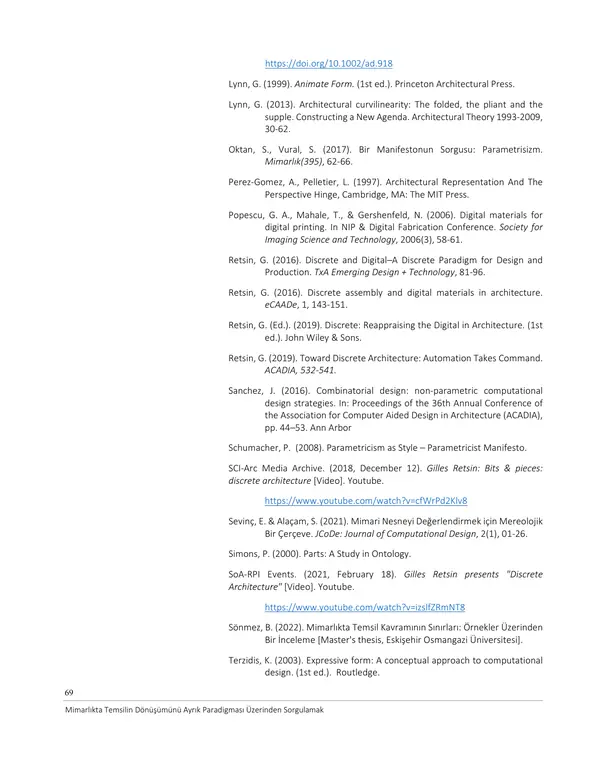 https://doi.org/10.1002/ad.918
Lynn, G. (1999). Animate Form. (1st ed.). Princeton Architectural Press.
Lynn, G. (2013). Architectural curvilinearity: The folded, the pliant and the
supple. Constructing a New Agenda. Architectural Theory 1993-2009,
30-62.
Oktan, S., Vural, S. (2017). Bir Manifestonun Sorgusu: Parametrisizm.
Mimarlık(395), 62-66.
Perez-Gomez, A., Pelletier, L. (1997). Architectural Representation And The
Perspective Hinge, Cambridge, MA: The MIT Press.
Popescu, G. A., Mahale, T., & Gershenfeld, N. (2006). Digital materials for
digital printing. In NIP & Digital Fabrication Conference. Society for
Imaging Science and Technology, 2006(3), 58-61.
Retsin, G. (2016). Discrete and Digital–A Discrete Paradigm for Design and
Production. TxA Emerging Design + Technology, 81-96.
Retsin, G. (2016). Discrete assembly and digital materials in architecture.
eCAADe, 1, 143-151.
Retsin, G. (Ed.). (2019). Discrete: Reappraising the Digital in Architecture. (1st
ed.). John Wiley & Sons.
Retsin, G. (2019). Toward Discrete Architecture: Automation Takes Command.
ACADIA, 532-541.
Sanchez, J. (2016). Combinatorial design: non-parametric computational
design strategies. In: Proceedings of the 36th Annual Conference of
the Association for Computer Aided Design in Architecture (ACADIA),
pp. 44–53. Ann Arbor
Schumacher, P. (2008). Parametricism as Style – Parametricist Manifesto.
SCI-Arc Media Archive. (2018, December 12). Gilles Retsin: Bits & pieces:
discrete architecture [Video]. Youtube.
https://www.youtube.com/watch?v=cfWrPd2Klv8
Sevinç, E. & Alaçam, S. (2021). Mimari Nesneyi Değerlendirmek için Mereolojik
Bir Çerçeve. JCoDe: Journal of Computational Design, 2(1), 01-26.
Simons, P. (2000). Parts: A Study in Ontology.
SoA-RPI Events. (2021, February 18). Gilles Retsin presents "Discrete
Architecture" [Video]. Youtube.
https://www.youtube.com/watch?v=izslfZRmNT8
Sönmez, B. (2022). Mimarlıkta Temsil Kavramının Sınırları: Örnekler Üzerinden
Bir İnceleme [Master's thesis, Eskişehir Osmangazi Üniversitesi].
Terzidis, K. (2003). Expressive form: A conceptual approach to computational
design. (1st ed.). Routledge.
69
Mimarlıkta Temsilin Dönüşümünü Ayrık Paradigması Üzerinden Sorgulamak